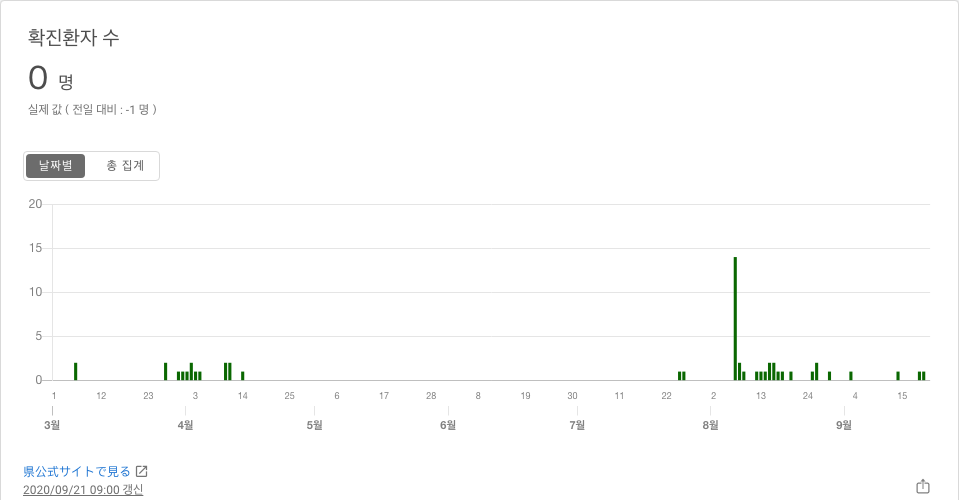 확진환자 수
0 명
실제 값 ( 전일 대비 : -1 명 )
날짜별 총 집계
20
15
10
5
0
1 12 23 3 14 25 6 17 28 8 19 30 11 22 2 13 24 4 15
3월 4월 5월 6월 7월 8월 9월
県公式サイトで見る
2020/09/21 09:00 갱신